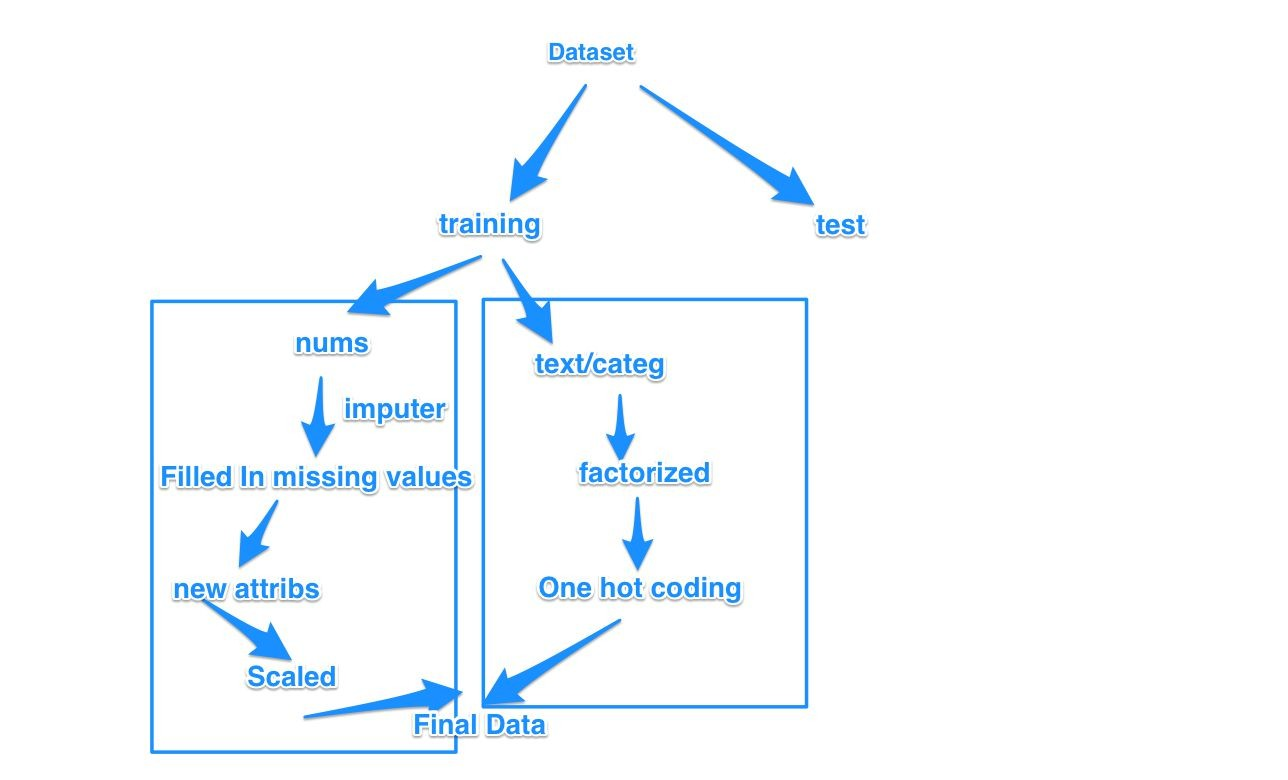 Dataset
training
test
nums
text/categ
imputer
Filled In missing values
factorized
new attribs
One hot coding
Scaled
Final Data